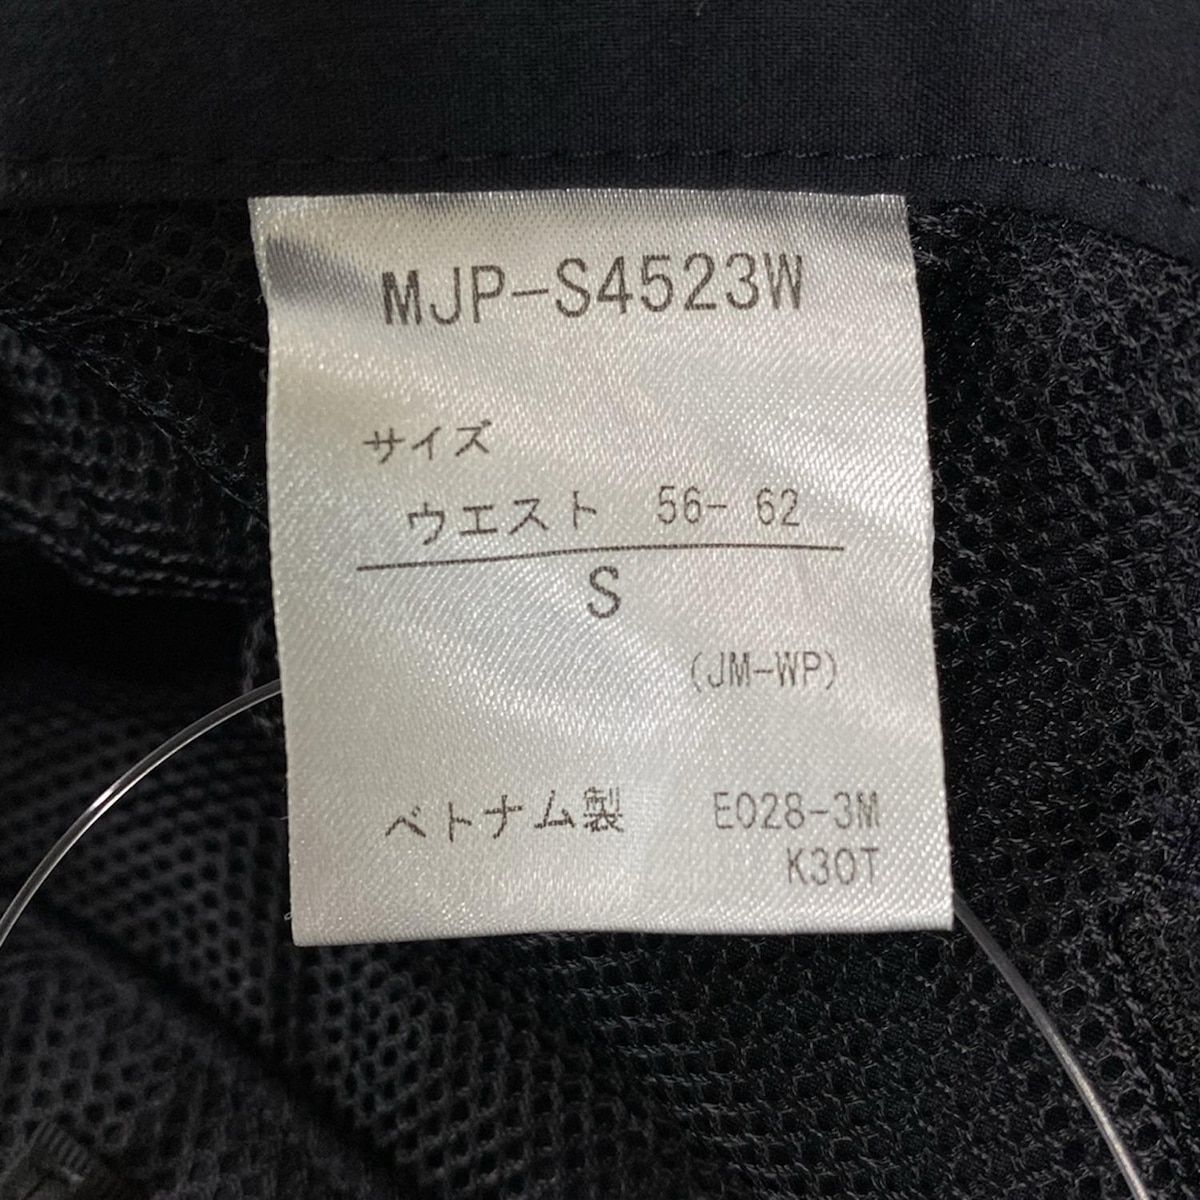 MJP-S4523W
サイズ
ウエスト 56- 62
S
(JM-WP)
ベトナム製 E028-3M
K30T